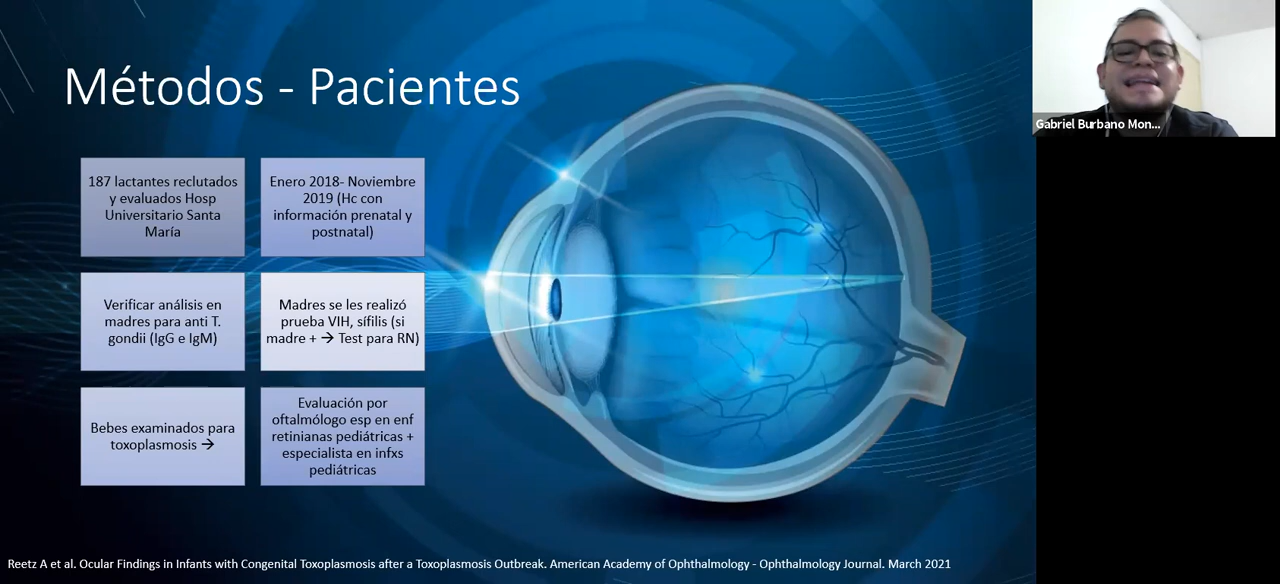 Métodos - Pacientes
187 lactantes reclutados
y evaluados Hosp
Universitario Santa
María
Enero 2018- Noviembre
2019 (Hc con
información prenatal y
postnatal)
Verificar análisis en
madres para anti T.
gondii (IgG e IgM)
Madres se les realizó
prueba VIH, sífilis (si
madre + → Test para RN)
Bebes examinados para
toxoplasmosis →
Evaluación por
oftalmólogo esp en enf
retinianas pediátricas +
especialista en infxs
pediátricas
Reetz A et al. Ocular Findings in Infants with Congenital Toxoplasmosis after a Toxoplasmosis Outbreak. American Academy of Ophthalmology - Ophthalmology Journal. March 2021
Gabriel Burbano Mon...